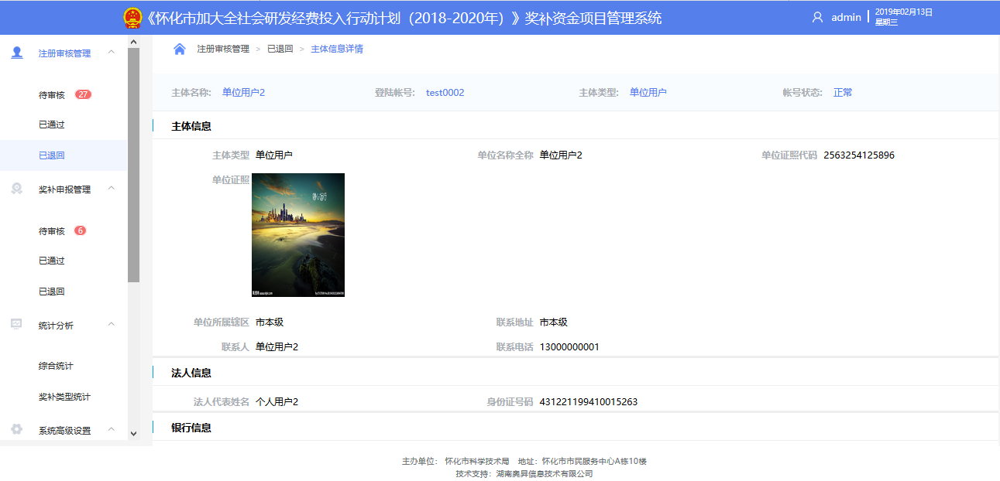 《怀化市加大全社会研发经费投入行动计划（2018-2020年）》奖补资金项目管理系统
admin
2019年02月13日
星期三
注册审核管理
待审核 27
已通过
已退回
奖补申报管理
待审核 6
已通过
已退回
统计分析
综合统计
奖补类型统计
系统高级设置
注册审核管理 > 已退回 > 主体信息详情
主体名称: 单位用户2 登陆帐号: test0002 主体类型: 单位用户 帐号状态: 正常
主体信息
主体类型 单位用户 单位名称全称 单位用户2 单位证照代码 2563254125896
单位证照
单位所属辖区 市本级 联系地址 市本级
联系人 单位用户2 联系电话 13000000001
法人信息
法人代表姓名 个人用户2 身份证号码 431221199410015263
银行信息
主办单位： 怀化市科学技术局 地址：怀化市市民服务中心A栋10楼
技术支持：湖南奥昇信息技术有限公司